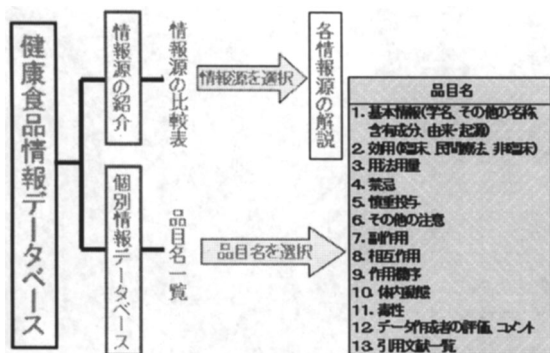 健康食品情報データベース
情報源の紹介
情報源の比較表
情報源を選択
各情報源の解説
個別情報データベース
品目名一覧
品目名を選択
品目名
1. 基本情報(学名、その他の名称、
含有成分、由来・起源)
2. 効用(臨床、民間療法、非臨床)
3. 用法用量
4. 禁忌
5. 慎重投与
6. その他の注意
7. 副作用
8. 相互作用
9. 作用機序
10. 体内動態
11. 毒性
12. データ作成者の評価、コメント
13. 引用文献一覧